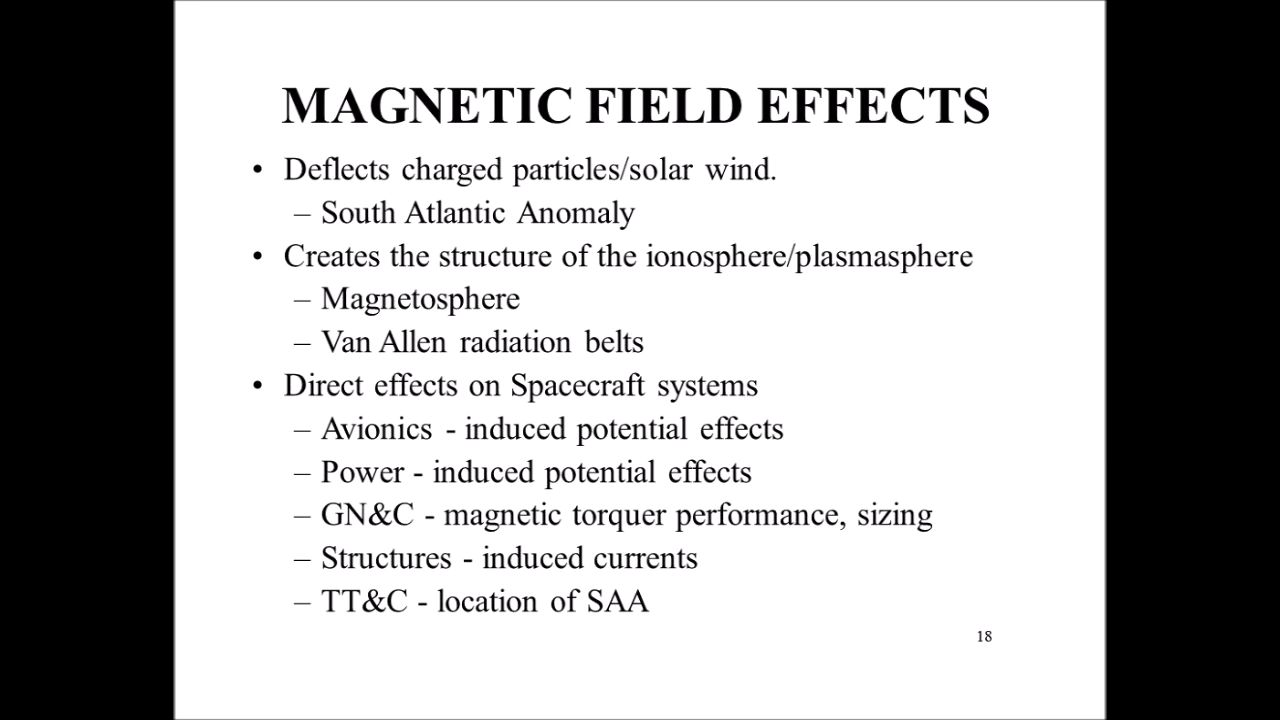 MAGNETIC FIELD EFFECTS
• Deflects charged particles/solar wind.
– South Atlantic Anomaly
• Creates the structure of the ionosphere/plasmasphere
– Magnetosphere
– Van Allen radiation belts
• Direct effects on Spacecraft systems
– Avionics - induced potential effects
– Power - induced potential effects
– GN&C - magnetic torquer performance, sizing
– Structures - induced currents
– TT&C - location of SAA
18